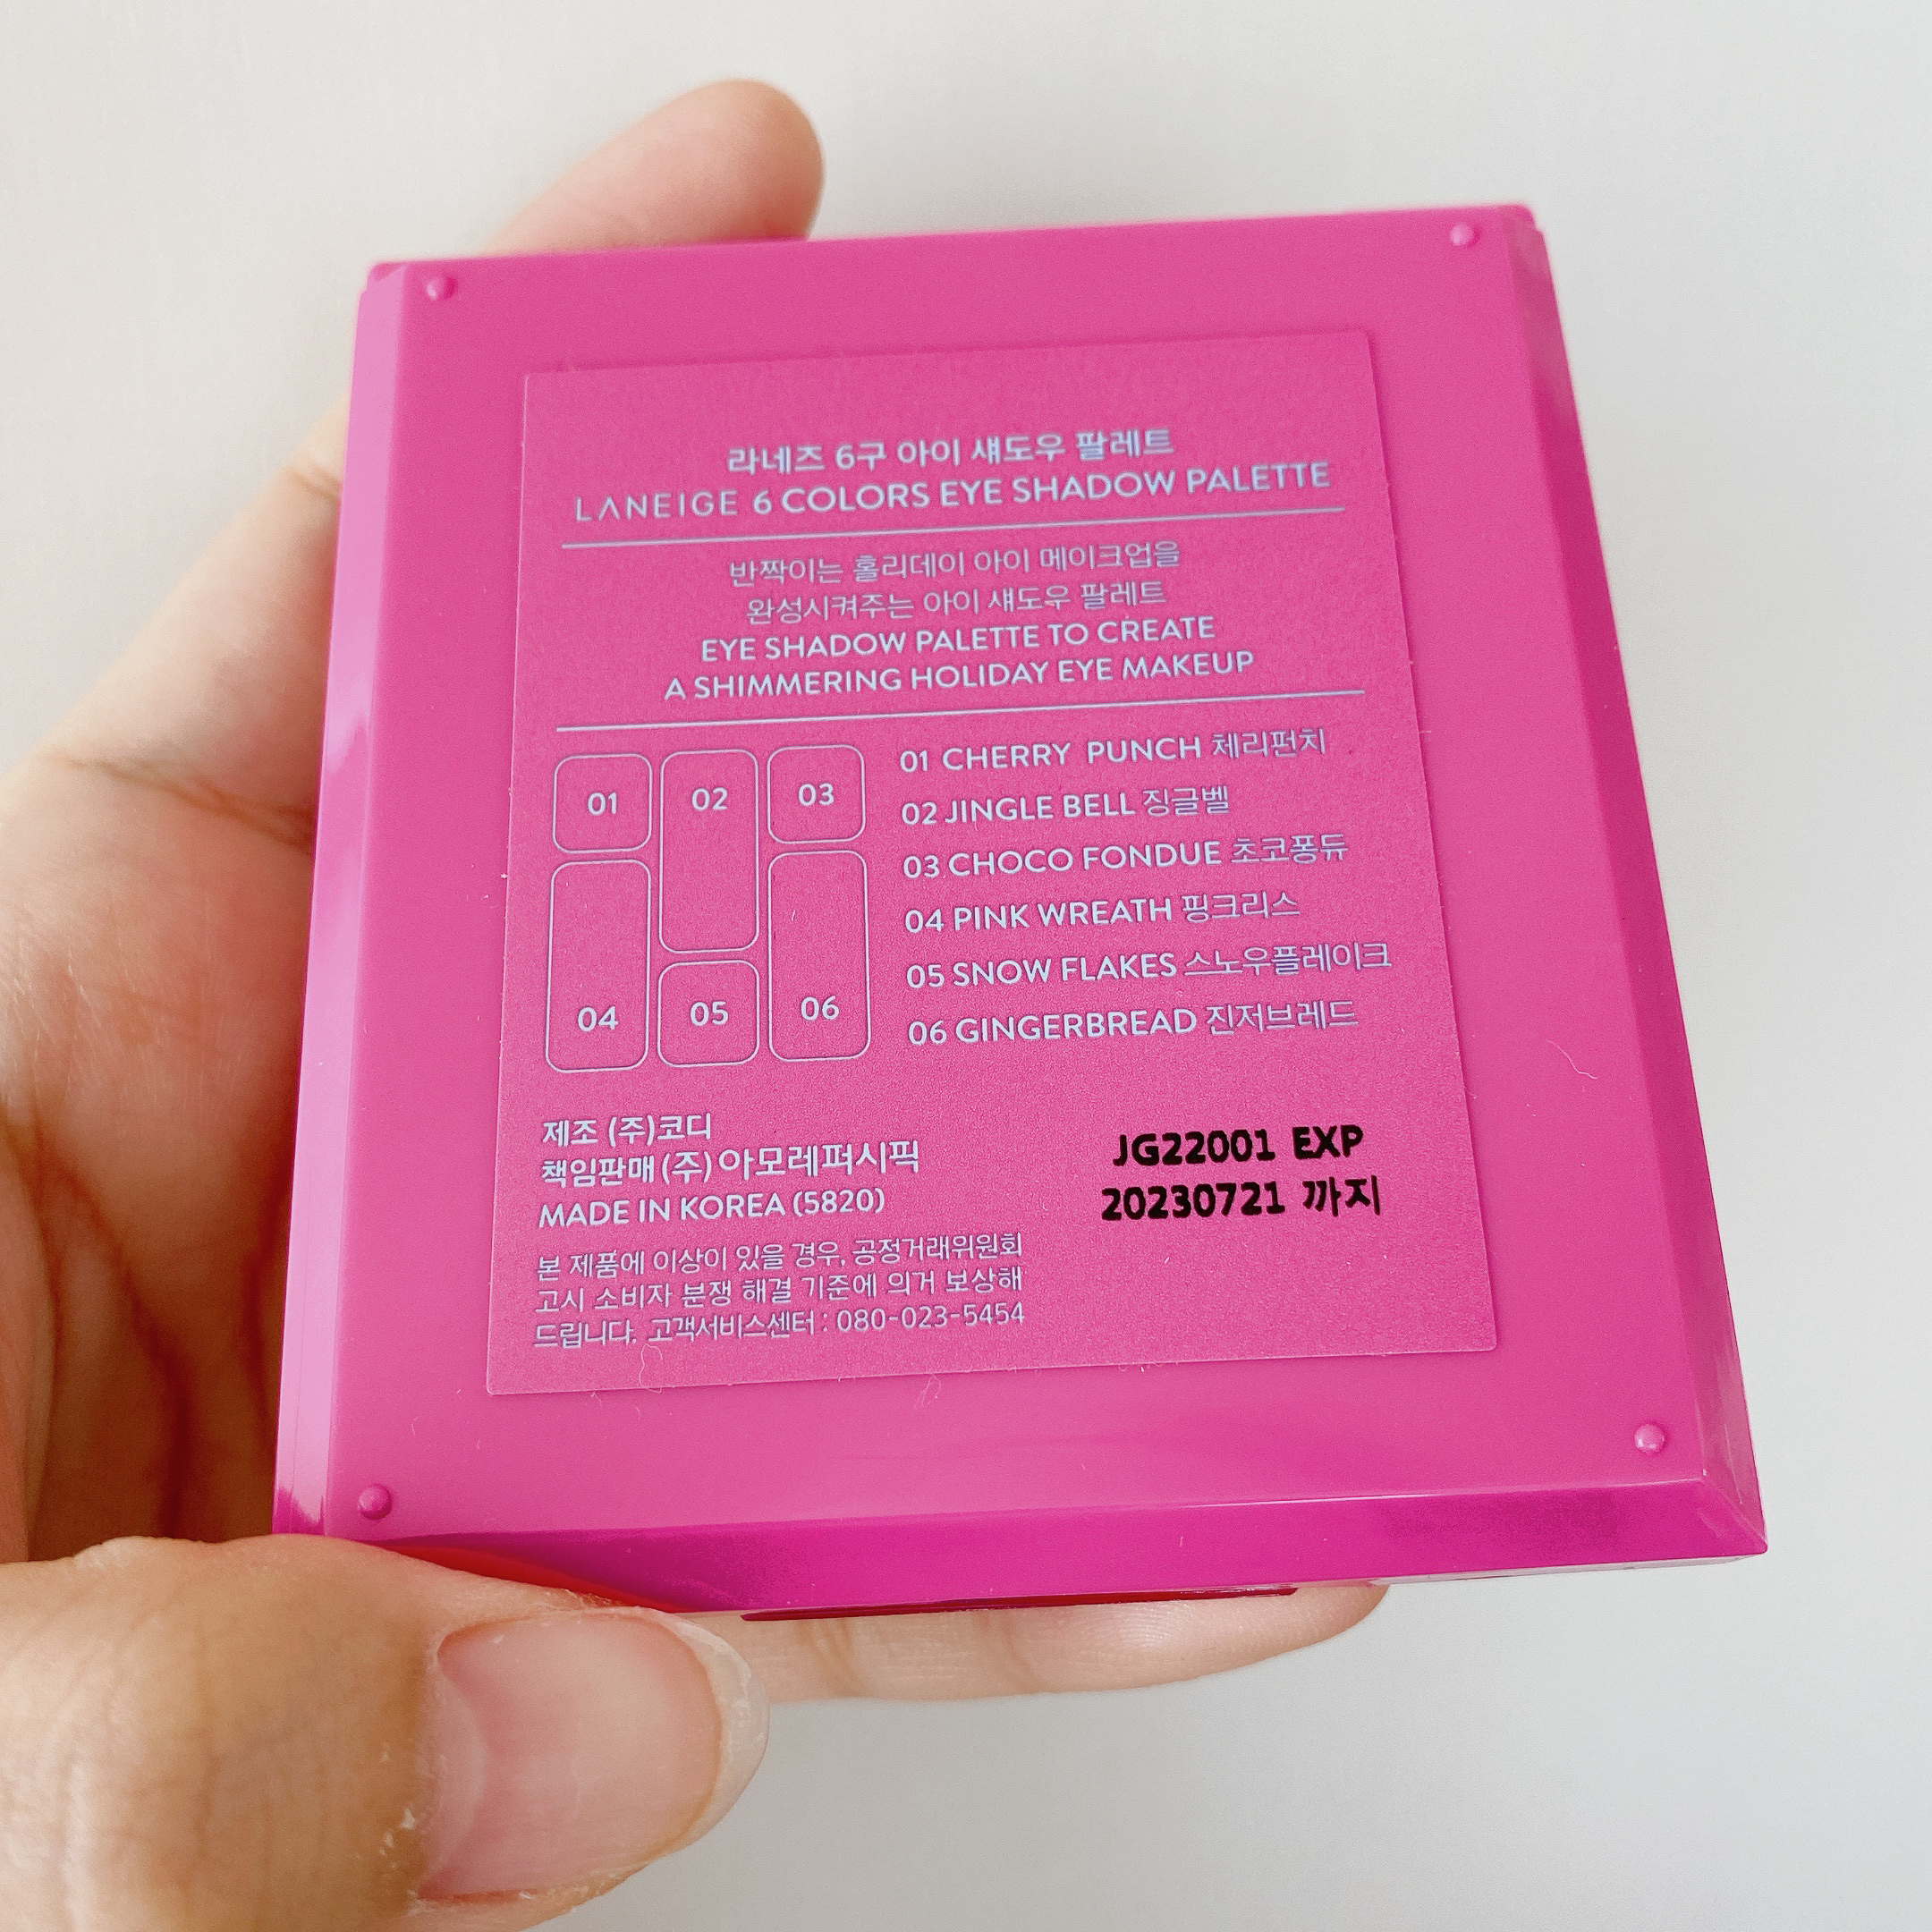 라네즈 6구 아이 섀도우 팔레트
LANEIGE 6 COLORS EYE SHADOW PALETTE
반짝이는 홀리데이 아이 메이크업을
완성시켜주는 아이 섀도우 팔레트
EYE SHADOW PALETTE TO CREATE
A SHIMMERING HOLIDAY EYE MAKEUP
01 02 03
04 05 06
01 CHERRY PUNCH 체리펀치
02 JINGLE BELL 징글벨
03 CHOCO FONDUE 초코퐁듀
04 PINK WREATH 핑크리스
05 SNOW FLAKES 스노우플레이크
06 GINGERBREAD 진저브레드
제조 (주)코디
책임판매 (주)아모레퍼시픽
MADE IN KOREA (5820)
본 제품에 이상이 있을 경우, 공정거래위원회
고시 소비자 분쟁 해결 기준에 의거 보상해
드립니다. 고객서비스센터 : 080-023-5454
JG22001 EXP
20230721 까지